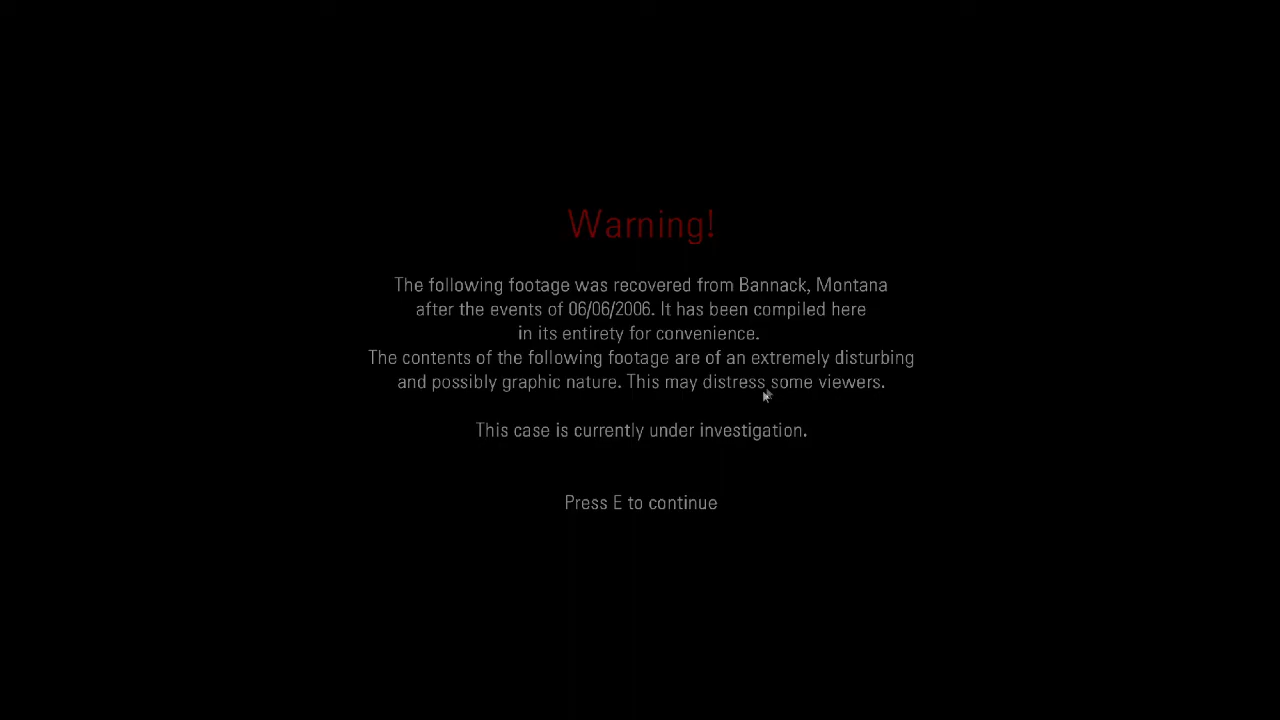 Warning!
The following footage was recovered from Bannack, Montana
after the events of 06/06/2006. It has been compiled here
in its entirety for convenience.
The contents of the following footage are of an extremely disturbing
and possibly graphic nature. This may distress some viewers.
This case is currently under investigation.
Press E to continue